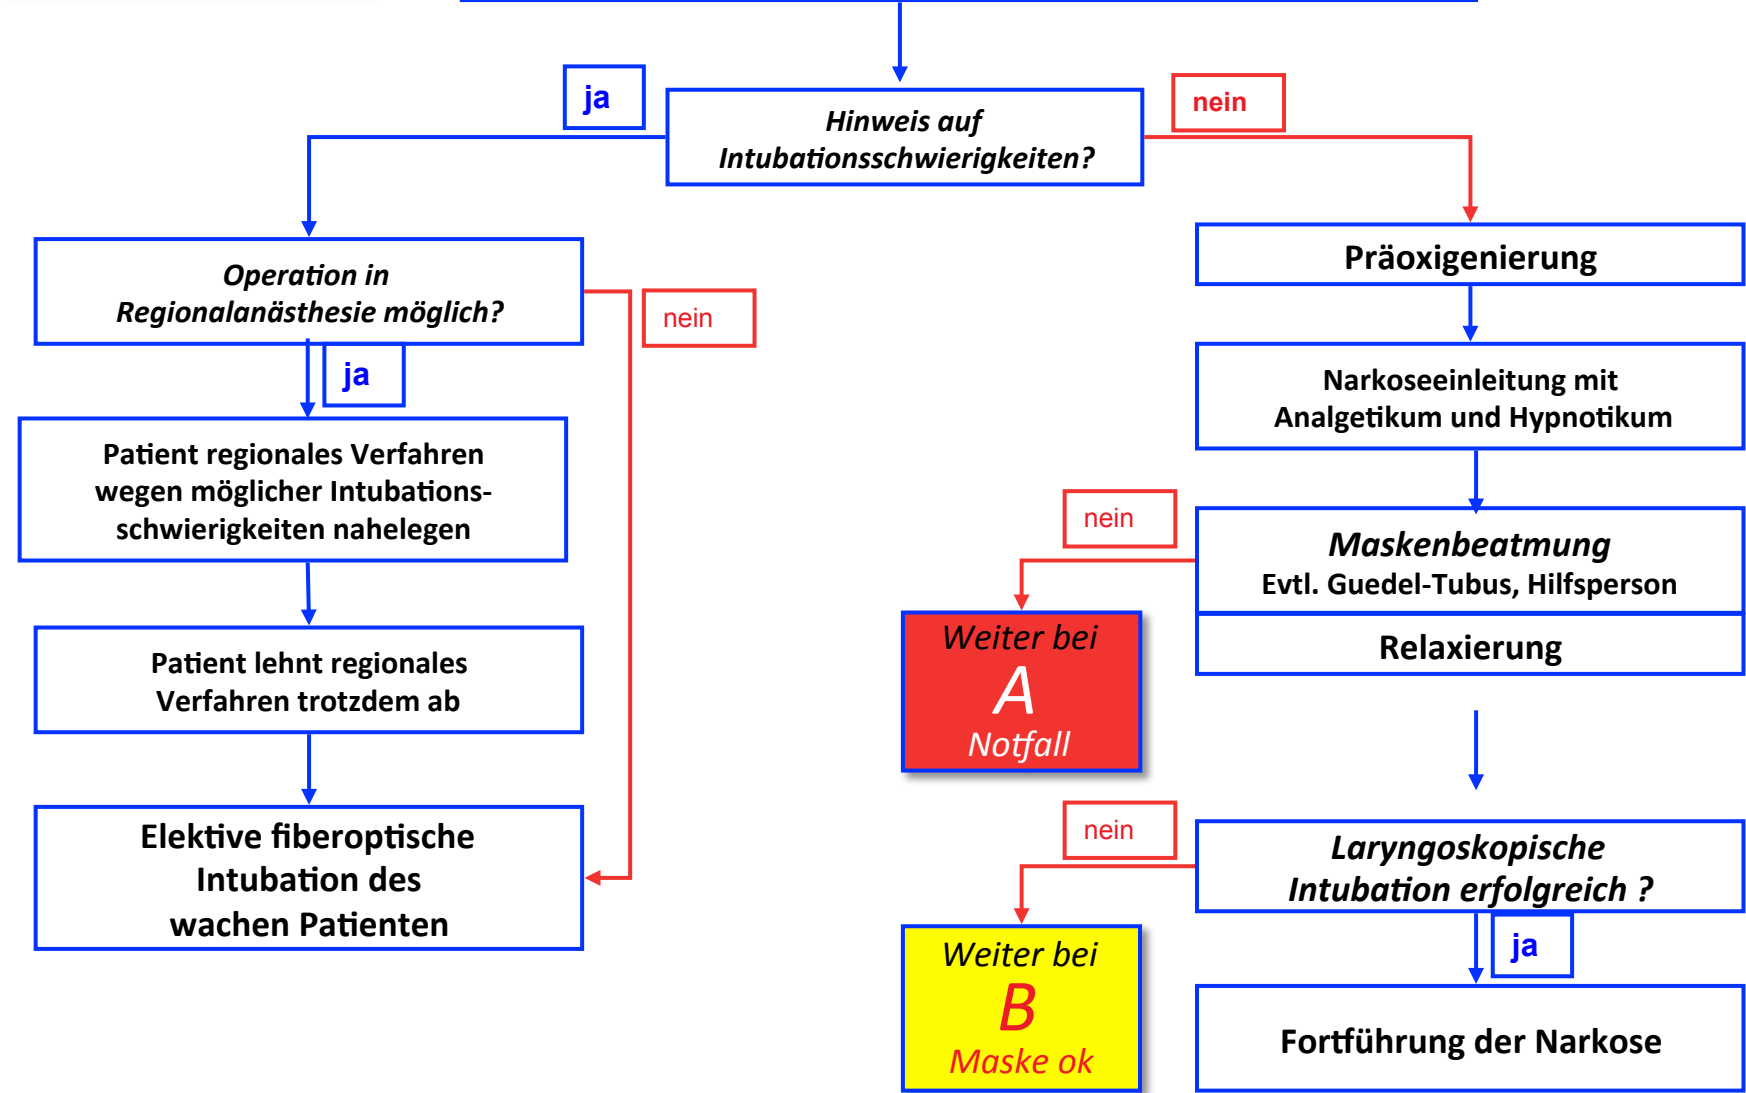 ja
Hinweis auf
Intubationsschwierigkeiten?
nein
Operation in
Regionalanästhesie möglich?
nein
ja
Patient regionales Verfahren
wegen möglicher Intubations-
schwierigkeiten nahelegen
Patient lehnt regionales
Verfahren trotzdem ab
Elektive fiberoptische
Intubation des
wachen Patienten
Präoxigenierung
Narkoseeinleitung mit
Analgetikum und Hypnotikum
nein
Maskenbeatmung
Evtl. Guedel-Tubus, Hilfsperson
Relaxierung
Weiter bei
A
Notfall
nein
Laryngoskopische
Intubation erfolgreich ?
ja
Weiter bei
B
Maske ok
Fortführung der Narkose